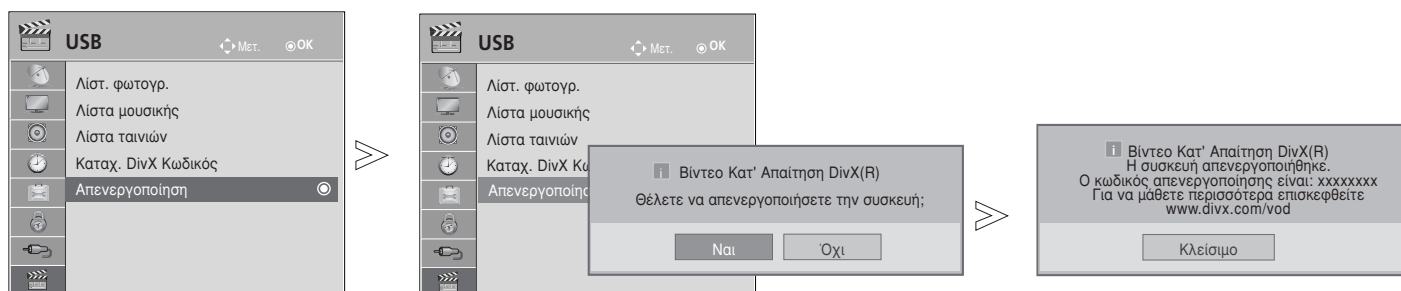 USB
Μετ. OK
Λίστ. φωτογρ.
Λίστα μουσικής
Λίστα ταινιών
Καταχ. DivX Κωδικός
Απενεργοποίηση
USB
Μετ. OK
Λίστ. φωτογρ.
Λίστα μουσικής
Λίστα ταινιών
Καταχ. DivX Κω
Απενεργοποίησ
i Βίντεο Κατ' Απαίτηση DivX(R)
Θέλετε να απενεργοποιήσετε την συσκευή;
Ναι
Όχι
i Βίντεο Κατ' Απαίτηση DivX(R)
Η συσκευή απενεργοποιήθηκε.
Ο κωδικός απενεργοποίησης είναι: xxxxxxxx
Για να μάθετε περισσότερα επισκεφθείτε
www.divx.com/vod
Κλείσιμο